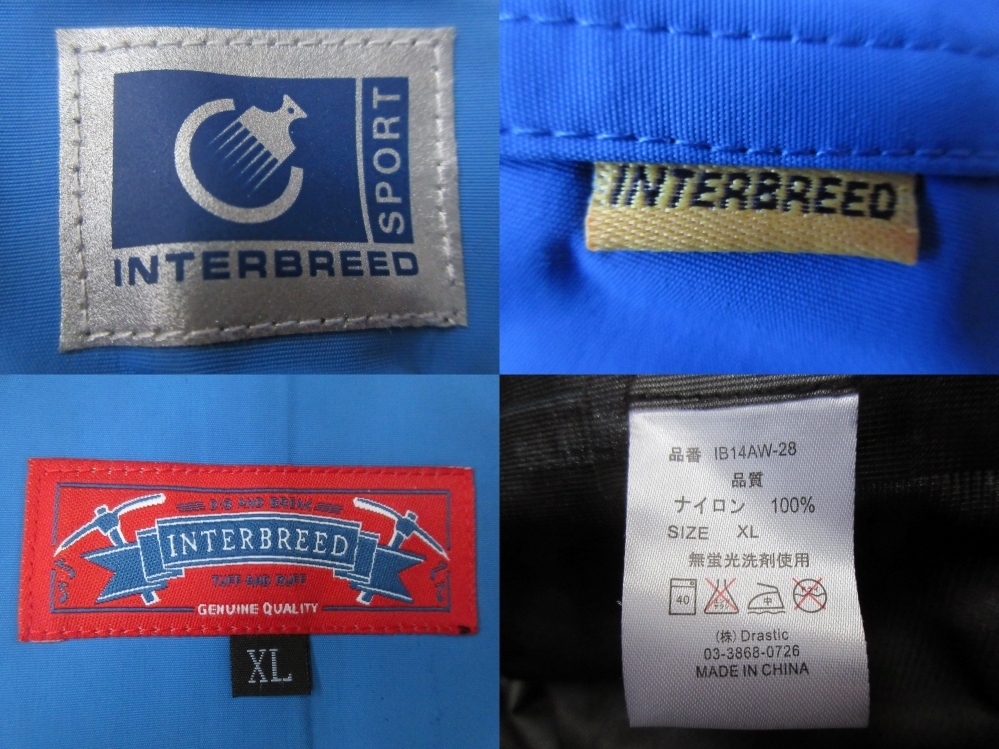 SPORT
INTERBREED
INTERBREED
DIG AND BREAK
INTERBREED
TUFF AND RUFF
GENUINE QUALITY
XL
品番 IB14AW-28
品質
ナイロン 100%
SIZE XL
無蛍光洗剤使用
40
中
(株) Drastic
03-3868-0726
MADE IN CHINA